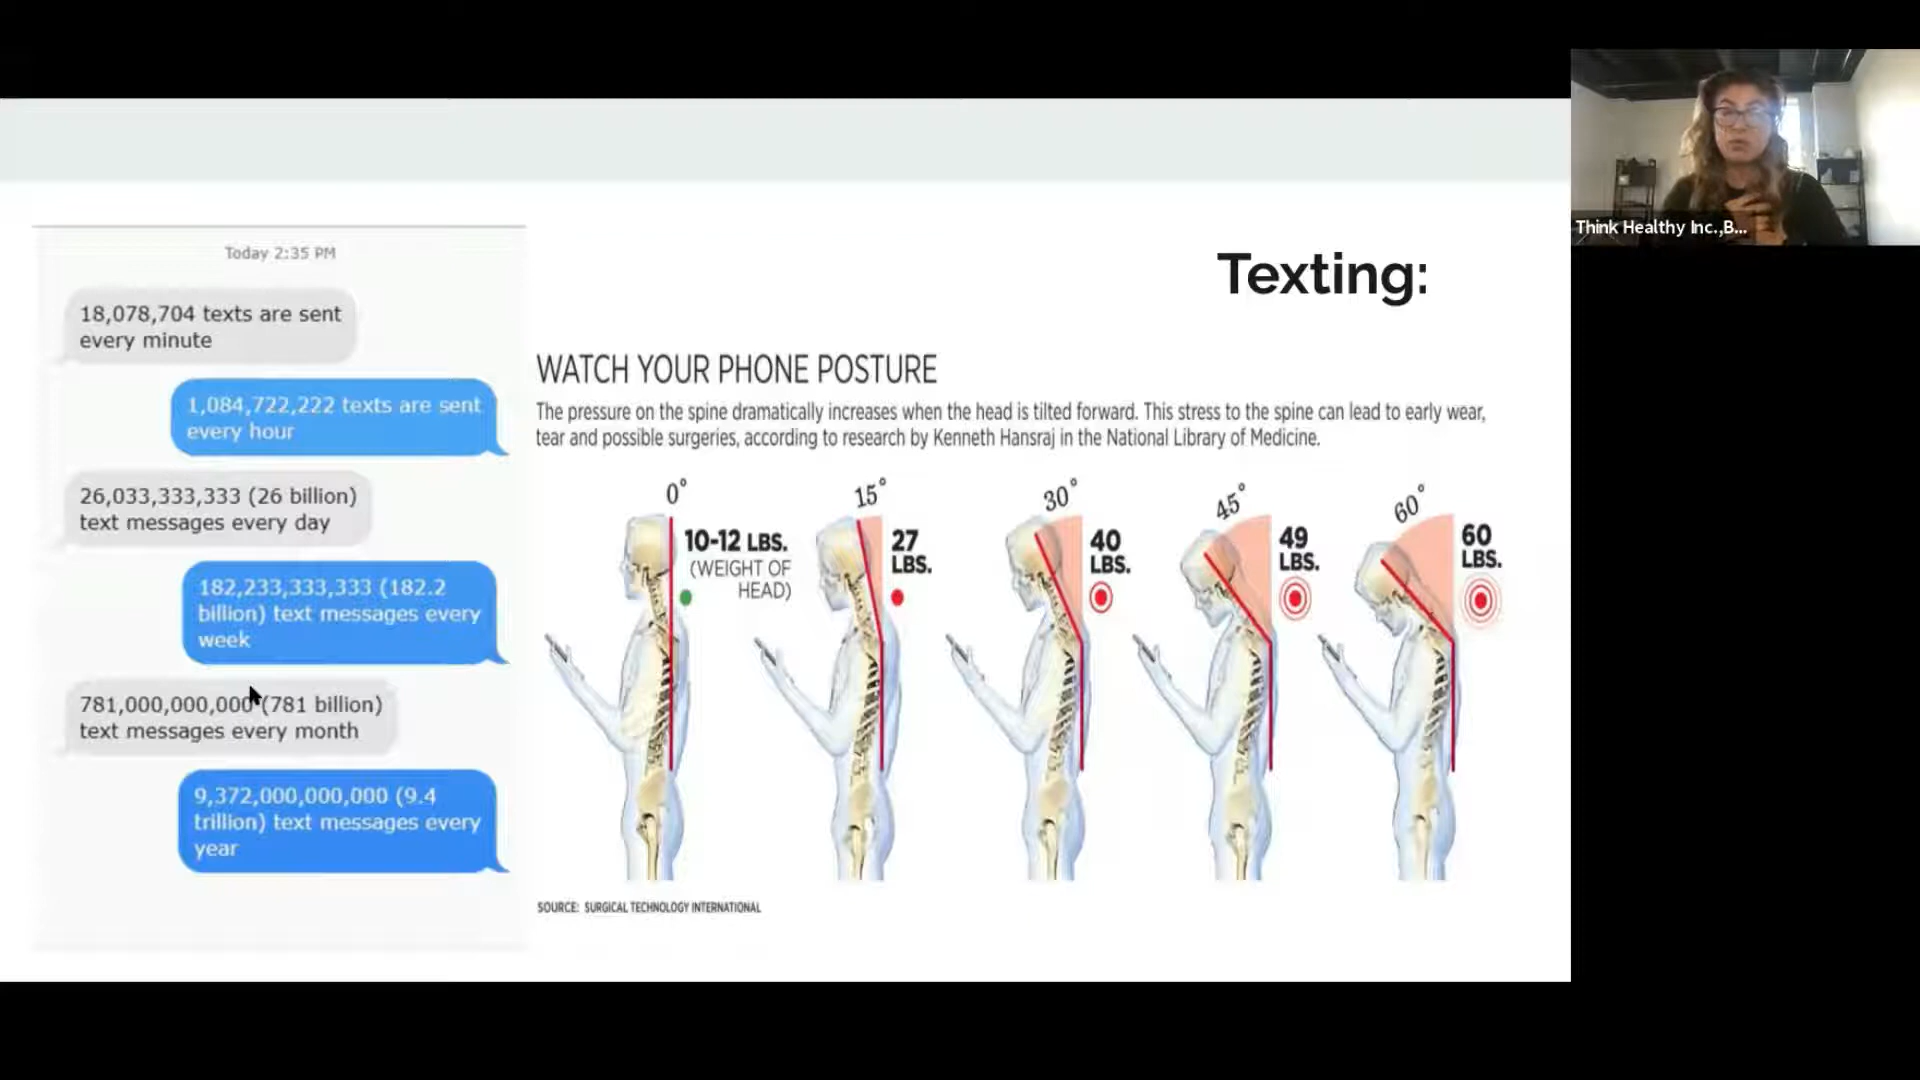 Today 2:35 PM
18,078,704 texts are sent
every minute
1,084,722,222 texts are sent
every hour
26,033,333,333 (26 billion)
text messages every day
182,233,333,333 (182.2
billion) text messages every
week
781,000,000,000 (781 billion)
text messages every month
9,372,000,000,000 (9.4
trillion) text messages every
year
Texting:
WATCH YOUR PHONE POSTURE
The pressure on the spine dramatically increases when the head is tilted forward. This stress to the spine can lead to early wear,
tear and possible surgeries, according to research by Kenneth Hansraj in the National Library of Medicine.
0°
10-12 LBS.
(WEIGHT OF
HEAD)
15°
27
LBS.
30°
40
LBS.
45°
49
LBS.
60°
60
LBS.
SOURCE: SURGICAL TECHNOLOGY INTERNATIONAL
Think Healthy Inc.,B...